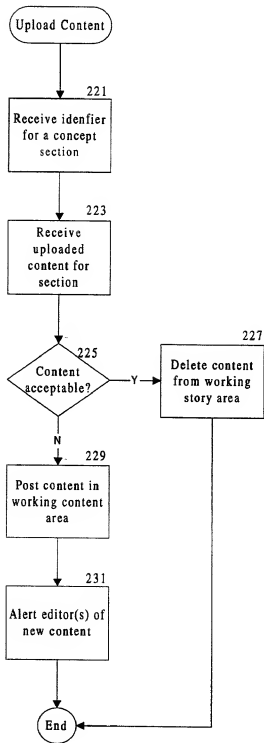 Upload Content
221
Receive idenfier
for a concept
section
223
Receive
uploaded
content for
section
225
Content
acceptable?
Y
227
Delete content
from working
story area
N
229
Post content in
working content
area
231
Alert editor(s) of
new content
End